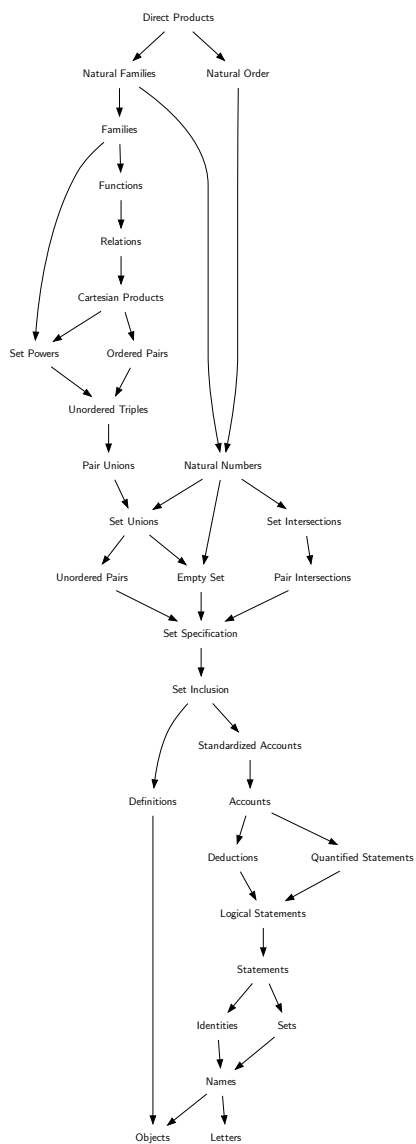 Direct Products
Natural Families
Natural Order
Families
Functions
Relations
Cartesian Products
Set Powers
Ordered Pairs
Unordered Triples
Pair Unions
Natural Numbers
Set Unions
Set Intersections
Unordered Pairs
Empty Set
Pair Intersections
Set Specification
Set Inclusion
Standardized Accounts
Definitions
Accounts
Deductions
Quantified Statements
Logical Statements
Statements
Identities
Sets
Names
Objects
Letters